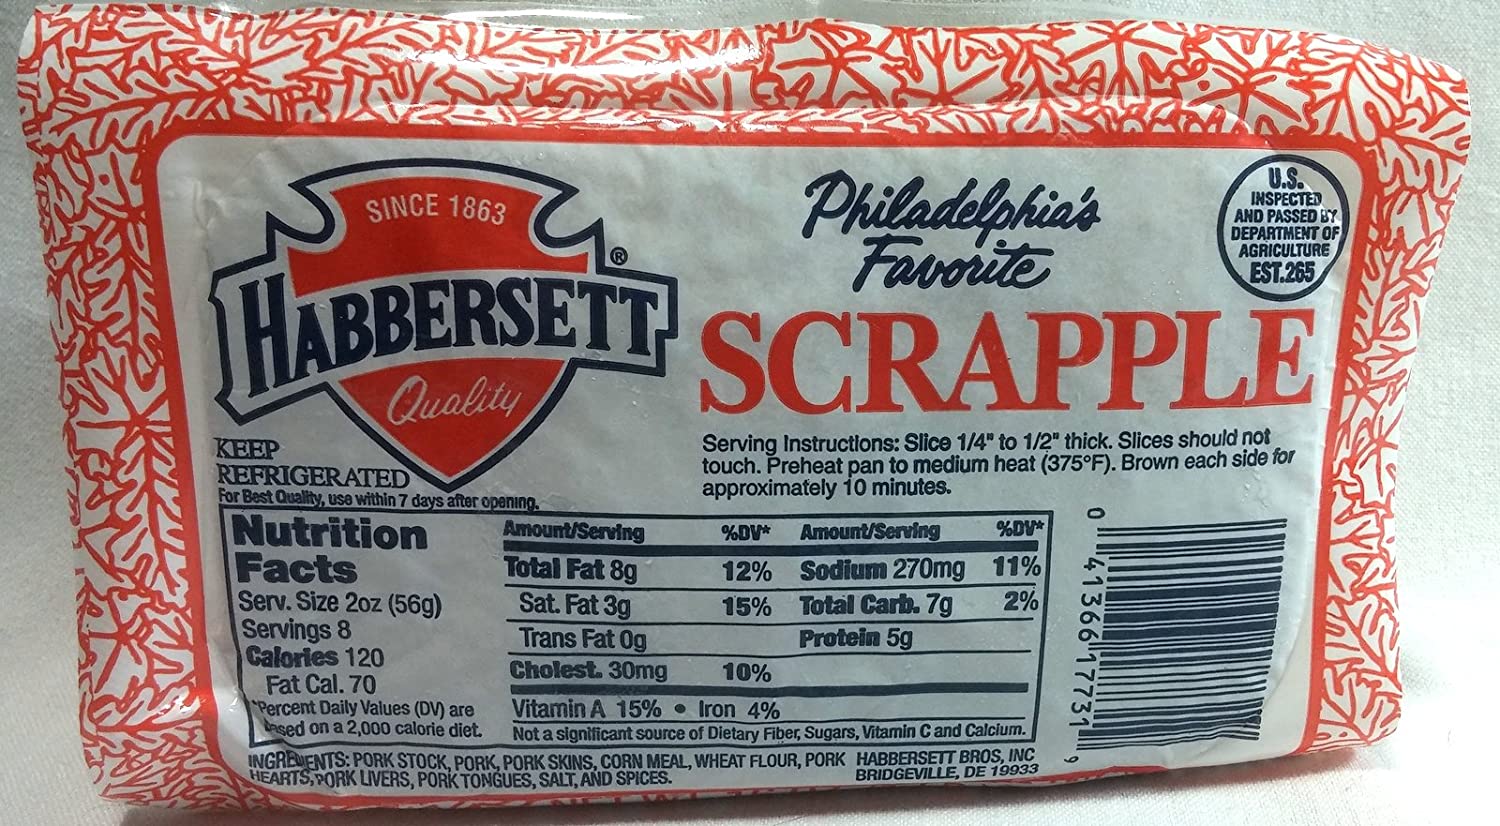 SINCE 1863
HABBERSETT®
Quality
KEEP
REFRIGERATED
For Best Quality, use within 7 days after opening.
Philadelphia's
Favorite
SCRAPPLE
U.S.
INSPECTED
AND PASSED BY
DEPARTMENT OF
AGRICULTURE
EST.265
Serving Instructions: Slice 1/4" to 1/2" thick. Slices should not
touch. Preheat pan to medium heat (375°F). Brown each side for
approximately 10 minutes.
Nutrition
Facts
Serv. Size 2oz (56g)
Servings 8
Calories 120
Fat Cal. 70
*Percent Daily Values (DV) are
based on a 2,000 calorie diet.
Amount/Serving %DV* Amount/Serving %DV*
Total Fat 8g 12% Sodium 270mg 11%
Sat. Fat 3g 15% Total Carb. 7g 2%
Trans Fat 0g Protein 5g
Cholest. 30mg 10%
Vitamin A 15% • Iron 4%
Not a significant source of Dietary Fiber, Sugars, Vitamin C and Calcium.
INGREDIENTS: PORK STOCK, PORK, PORK SKINS, CORN MEAL, WHEAT FLOUR, PORK
HEARTS, PORK LIVERS, PORK TONGUES, SALT, AND SPICES.
HABBERSETT BROS, INC
BRIDGEVILLE, DE 19933
0 41366 17731 9